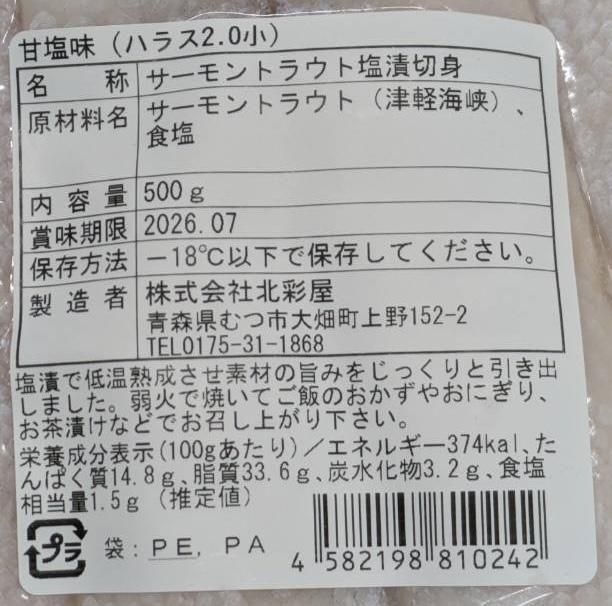 甘塩味（ハラス2.0小）
名称 サーモントラウト塩漬切身
原材料名 サーモントラウト（津軽海峡）、
食塩
内容量 500ｇ
賞味期限 2026.07
保存方法 －18℃以下で保存してください。
製造者 株式会社北彩屋
青森県むつ市大畑町上野152-2
TEL0175-31-1868
塩漬で低温熟成させ素材の旨みをじっくりと引き出
しました。弱火で焼いてご飯のおかずやおにぎり、
お茶漬けなどでお召し上がり下さい。
栄養成分表示(100gあたり)／エネルギー374kal、た
んぱく質14.8ｇ、脂質33.6ｇ、炭水化物3.2ｇ、食塩
相当量1.5ｇ（推定値）
プラ 袋：PE, PA
4 582198 810242